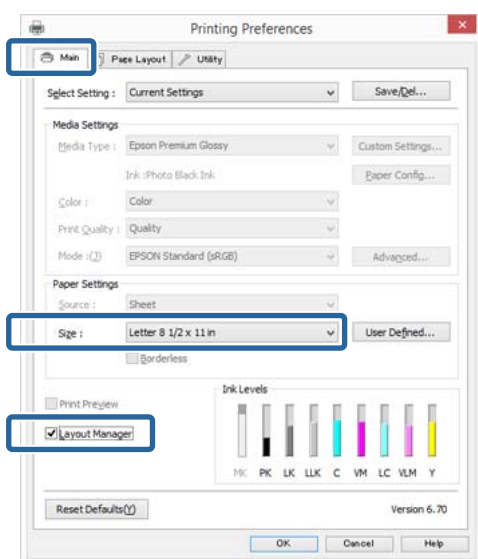 Printing Preferences
Main Page Layout Utility
Select Setting : Current Settings Save/Del...
Media Settings
Media Type : Epson Premium Glossy Custom Settings...
Ink :Photo Black Ink Paper Config...
Color : Color
Print Quality : Quality
Mode :(J) EPSON Standard (sRGB) Advanced...
Paper Settings
Source : Sheet
Size : Letter 8 1/2 x 11 in User Defined...
Borderless
Ink Levels
Print Preview
Layout Manager
MK PK LK LLK C VM LC VLM Y
Reset Defaults(Y) Version 6.70
OK Cancel Help